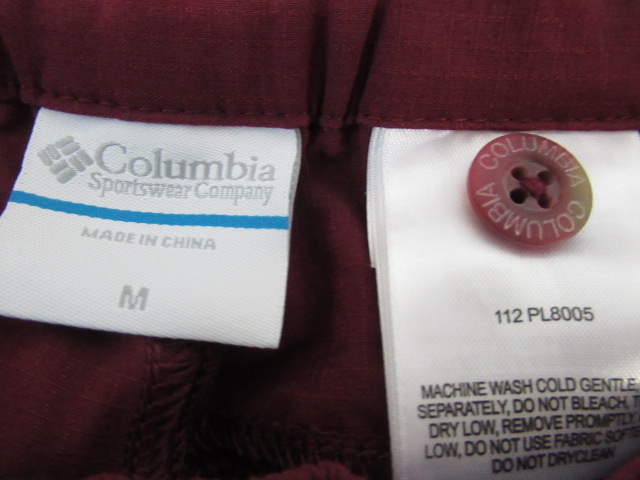 Columbia
Sportswear Company
MADE IN CHINA
M
COLUMBIA COLUMBIA
112 PL8005
MACHINE WASH COLD GENTLE,
SEPARATELY, DO NOT BLEACH,
DRY LOW, REMOVE PROMPTLY
LOW, DO NOT USE FABRIC
DO NOT DRYCLEAN